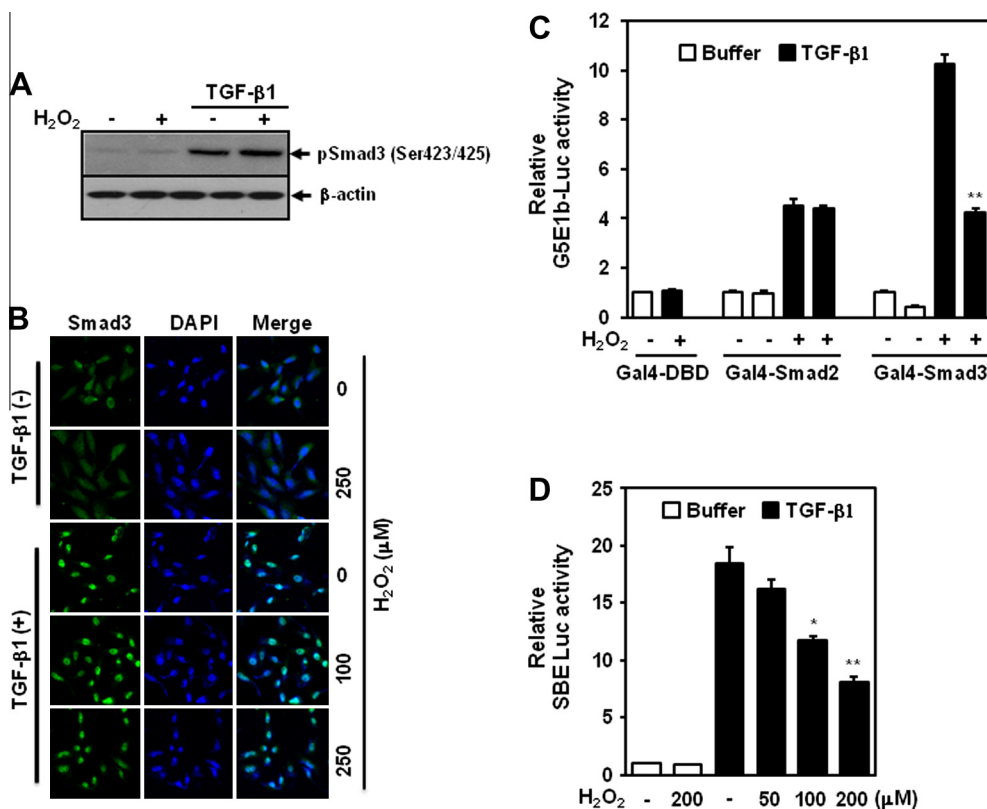 A
TGF-β1
H2O2 - + - +
pSmad3 (Ser423/425)
β-actin
B
Smad3 DAPI Merge
TGF-β1 (-)
TGF-β1 (+)
0
250
0
100
250
H2O2 (μM)
C
Relative
G5E1b-Luc activity
12
10
8
6
4
2
0
Buffer TGF-β1
**
H2O2 - + - - + + - - + +
Gal4-DBD Gal4-Smad2 Gal4-Smad3
D
Relative
SBE Luc activity
25
20
15
10
5
0
Buffer TGF-β1
*
**
H2O2 - 200 - 50 100 200 (μM)